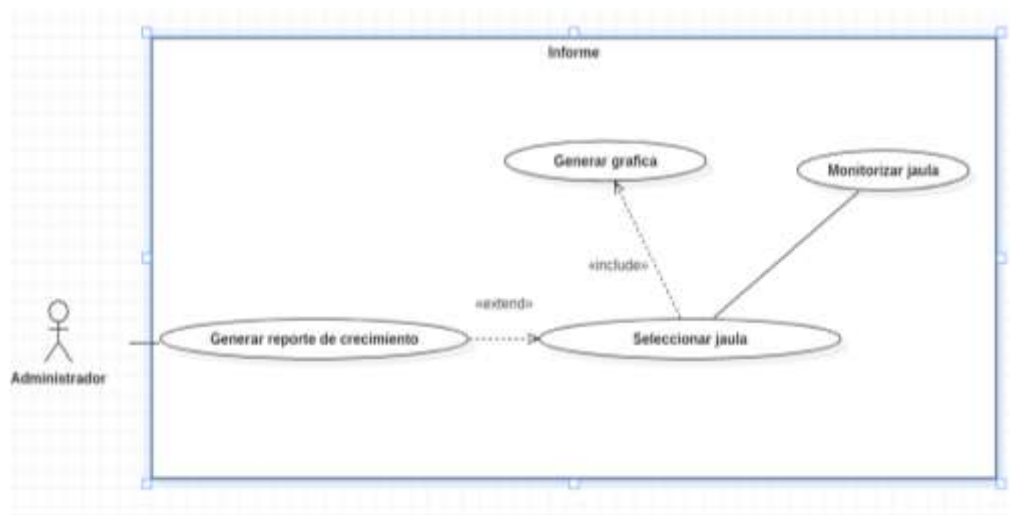 Informe
Generar grafica
Monitorizar jaula
«include»
«extend»
Generar reporte de crecimiento
Seleccionar jaula
Administrador